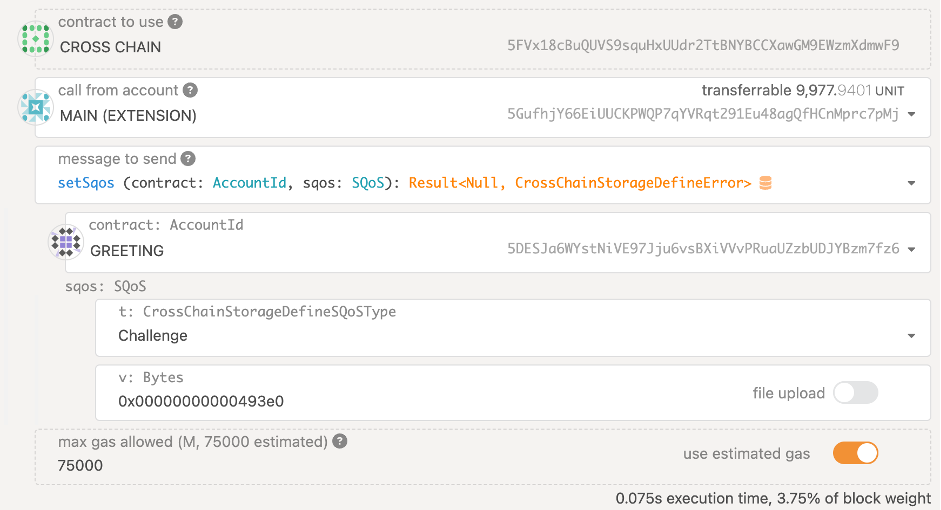 contract to use ?
CROSS CHAIN 5FVx18cBuQUVS9squHxUUdr2TtBNYBCCXawGM9EWzmXdmwF9
call from account ? transferrable 9,977.9401 UNIT
MAIN (EXTENSION) 5GufhjY66EiUUCKPWQP7qYVRqt291Eu48agQfHCnMprc7pMj
message to send ?
setSqos (contract: AccountId, sqos: SQoS): Result<Null, CrossChainStorageDefineError>
contract: AccountId
GREETING 5DESJa6WYstNiVE97Jju6vsBXiVVvPRuaUZzbUDJYBzm7fz6
sqos: SQoS
t: CrossChainStorageDefineSQoSType
Challenge
v: Bytes
0x00000000000493e0 file upload
max gas allowed (M, 75000 estimated) ?
75000 use estimated gas
0.075s execution time, 3.75% of block weight